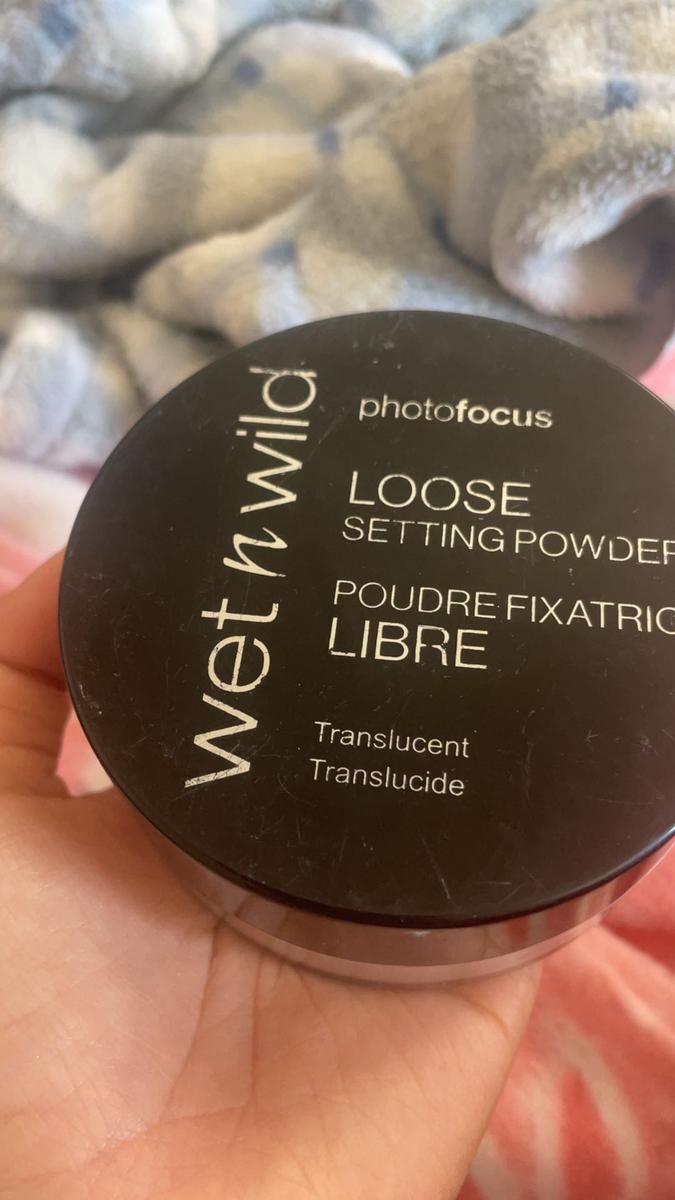 wet n wild
photofocus
LOOSE
SETTING POWDER
POUDRE FIXATRIC
LIBRE
Translucent
Translucide